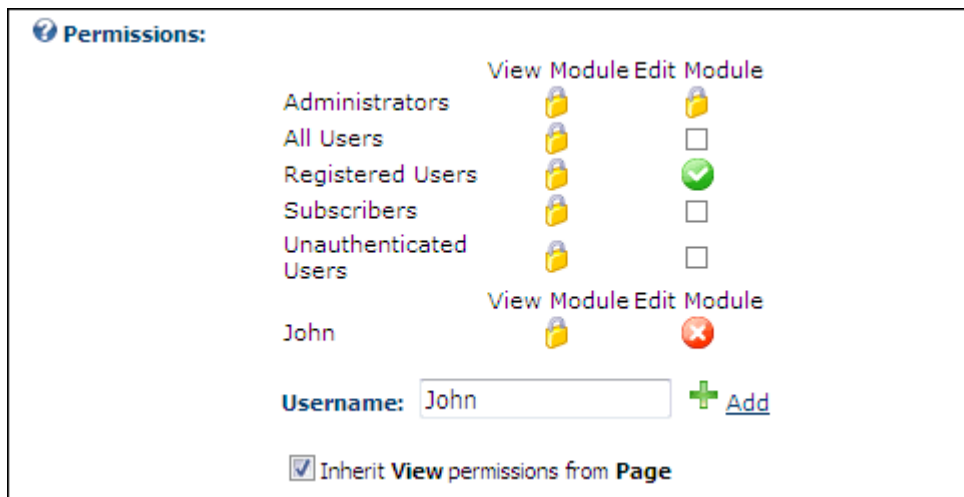 Permissions:
View Module Edit Module
Administrators
All Users
Registered Users
Subscribers
Unauthenticated
Users
View Module Edit Module
John
Username: John Add
Inherit View permissions from Page